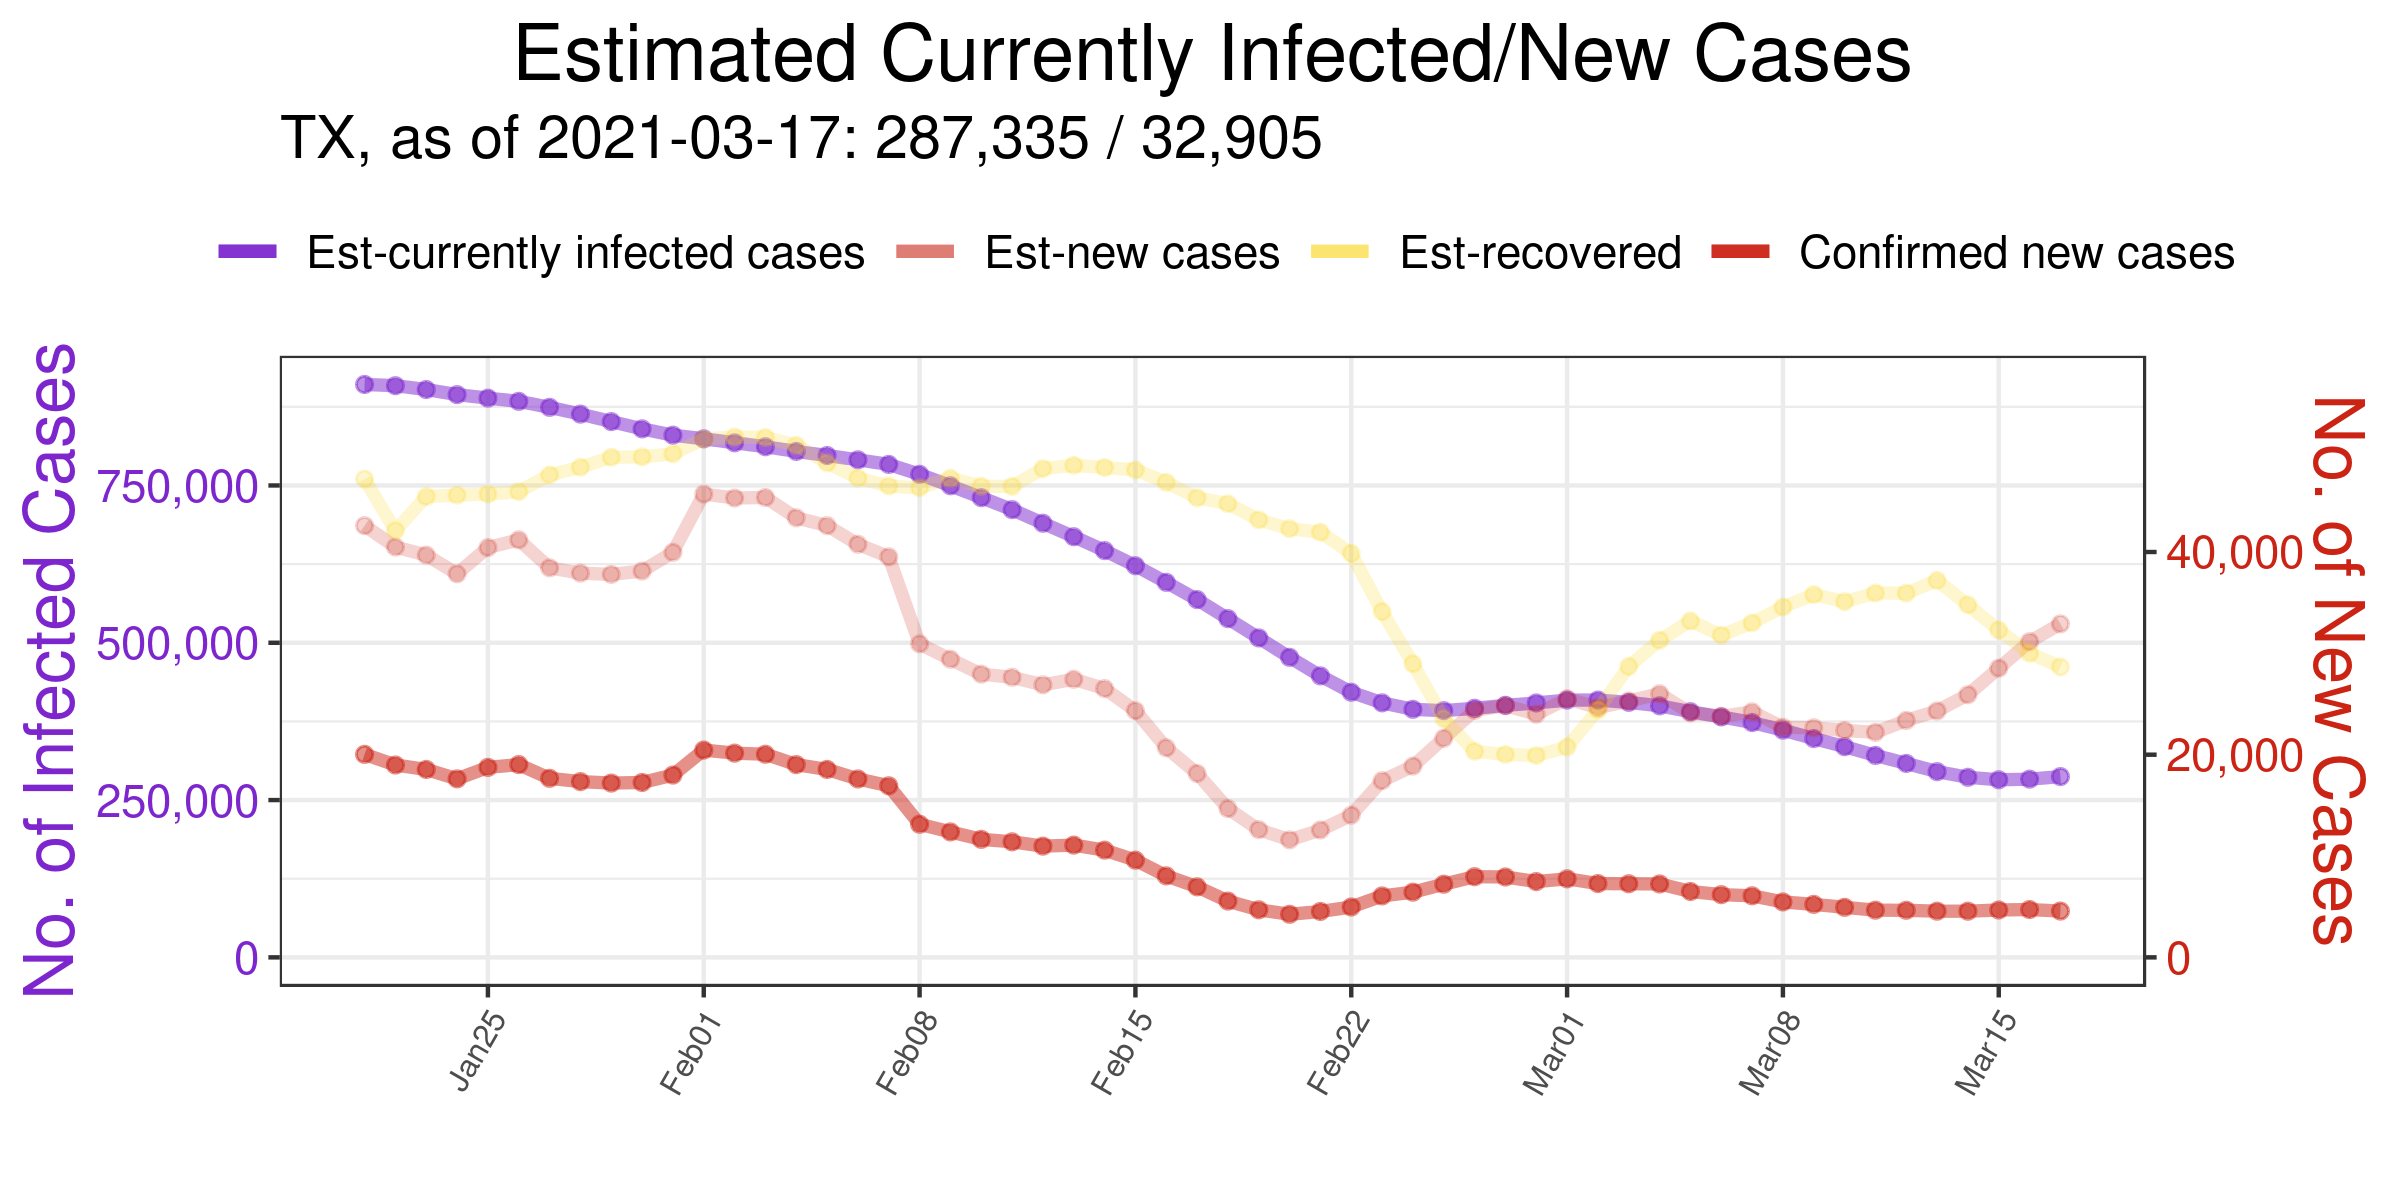 Estimated Currently Infected/New Cases
TX, as of 2021-03-17: 287,335 / 32,905
Est-currently infected cases Est-new cases Est-recovered Confirmed new cases
No. of Infected Cases
750,000
500,000
250,000
0
40,000
20,000
0
No. of New Cases
Jan25 Feb01 Feb08 Feb15 Feb22 Mar01 Mar08 Mar15